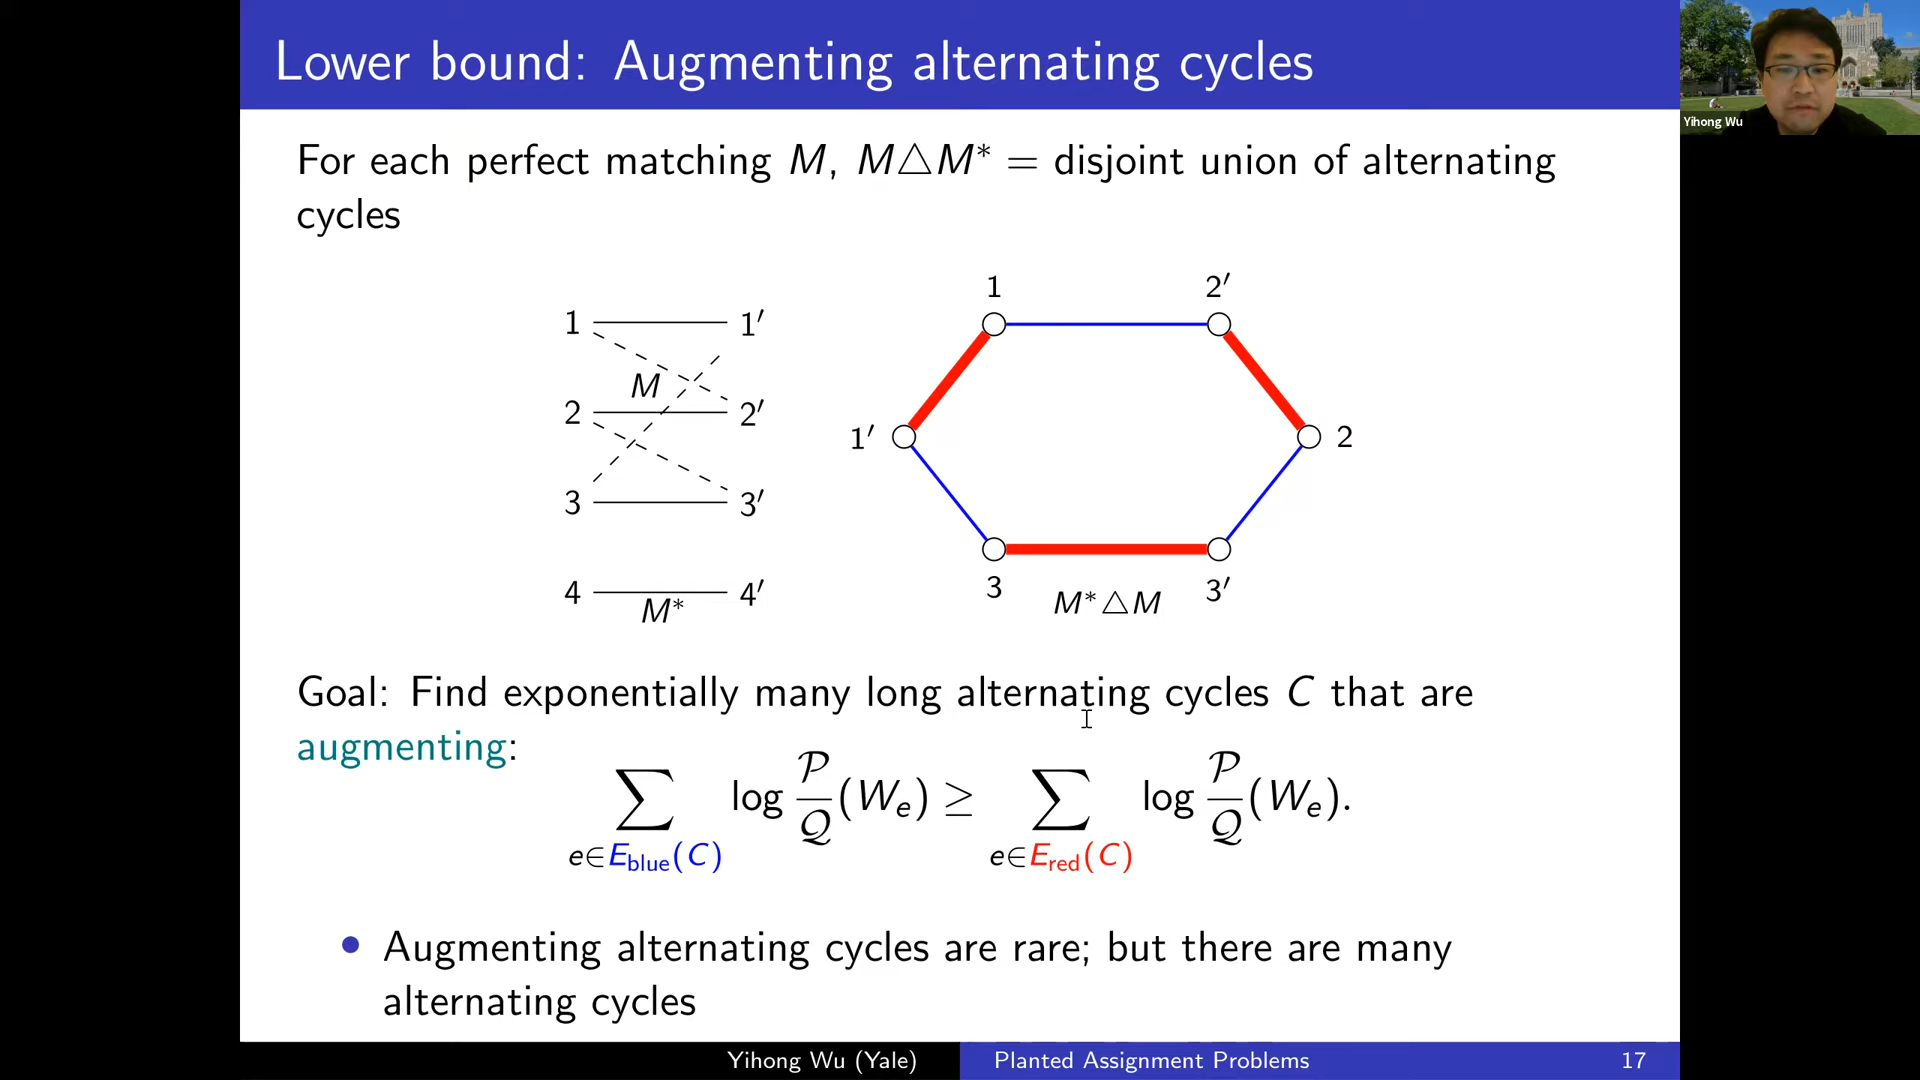 Lower bound: Augmenting alternating cycles
Yihong Wu
For each perfect matching M, M△M* = disjoint union of alternating
cycles
1 1′
M
2 2′
3 3′
4 4′
M*
1 2′
1′ 2
3 3′
M*△M
Goal: Find exponentially many long alternating cycles C that are
augmenting:
∑_{e∈E_blue(C)} log 𝒫/𝒬 (W_e) ≥ ∑_{e∈E_red(C)} log 𝒫/𝒬 (W_e).
• Augmenting alternating cycles are rare; but there are many
alternating cycles
Yihong Wu (Yale) Planted Assignment Problems 17